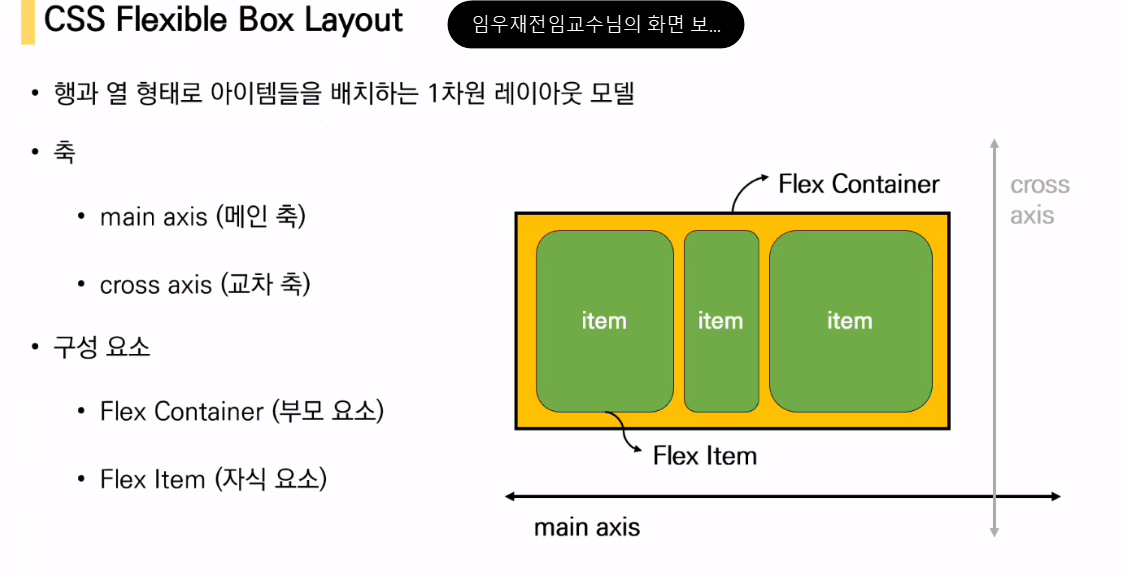 CSS Flexible Box Layout
임우재전임교수님의 화면 보...
• 행과 열 형태로 아이템들을 배치하는 1차원 레이아웃 모델
• 축
• main axis (메인 축)
• cross axis (교차 축)
• 구성 요소
• Flex Container (부모 요소)
• Flex Item (자식 요소)
Flex Container
cross
axis
item
item
item
Flex Item
main axis